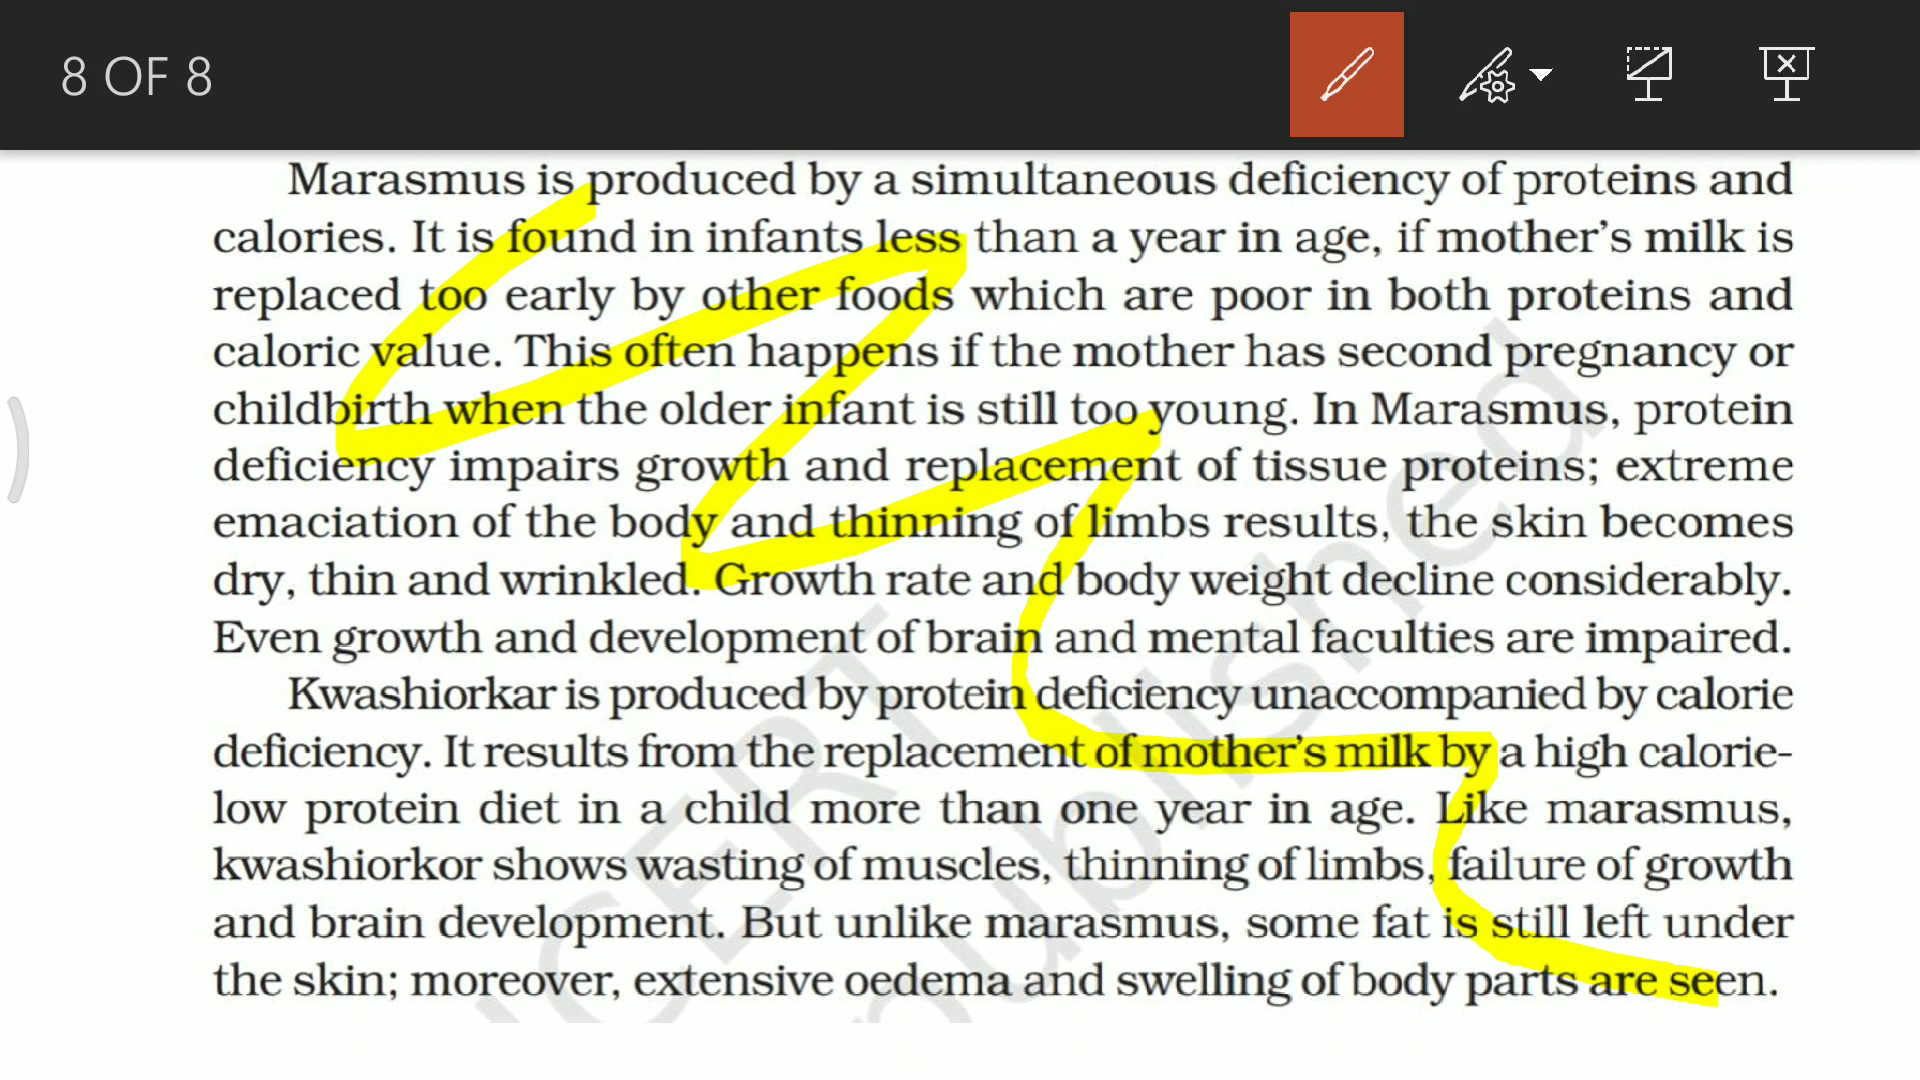 8 OF 8
Marasmus is produced by a simultaneous deficiency of proteins and
calories. It is found in infants less than a year in age, if mother's milk is
replaced too early by other foods which are poor in both proteins and
caloric value. This often happens if the mother has second pregnancy or
childbirth when the older infant is still too young. In Marasmus, protein
deficiency impairs growth and replacement of tissue proteins; extreme
emaciation of the body and thinning of limbs results, the skin becomes
dry, thin and wrinkled. Growth rate and body weight decline considerably.
Even growth and development of brain and mental faculties are impaired.
Kwashiorkar is produced by protein deficiency unaccompanied by calorie
deficiency. It results from the replacement of mother's milk by a high calorie-
low protein diet in a child more than one year in age. Like marasmus,
kwashiorkor shows wasting of muscles, thinning of limbs, failure of growth
and brain development. But unlike marasmus, some fat is still left under
the skin; moreover, extensive oedema and swelling of body parts are seen.